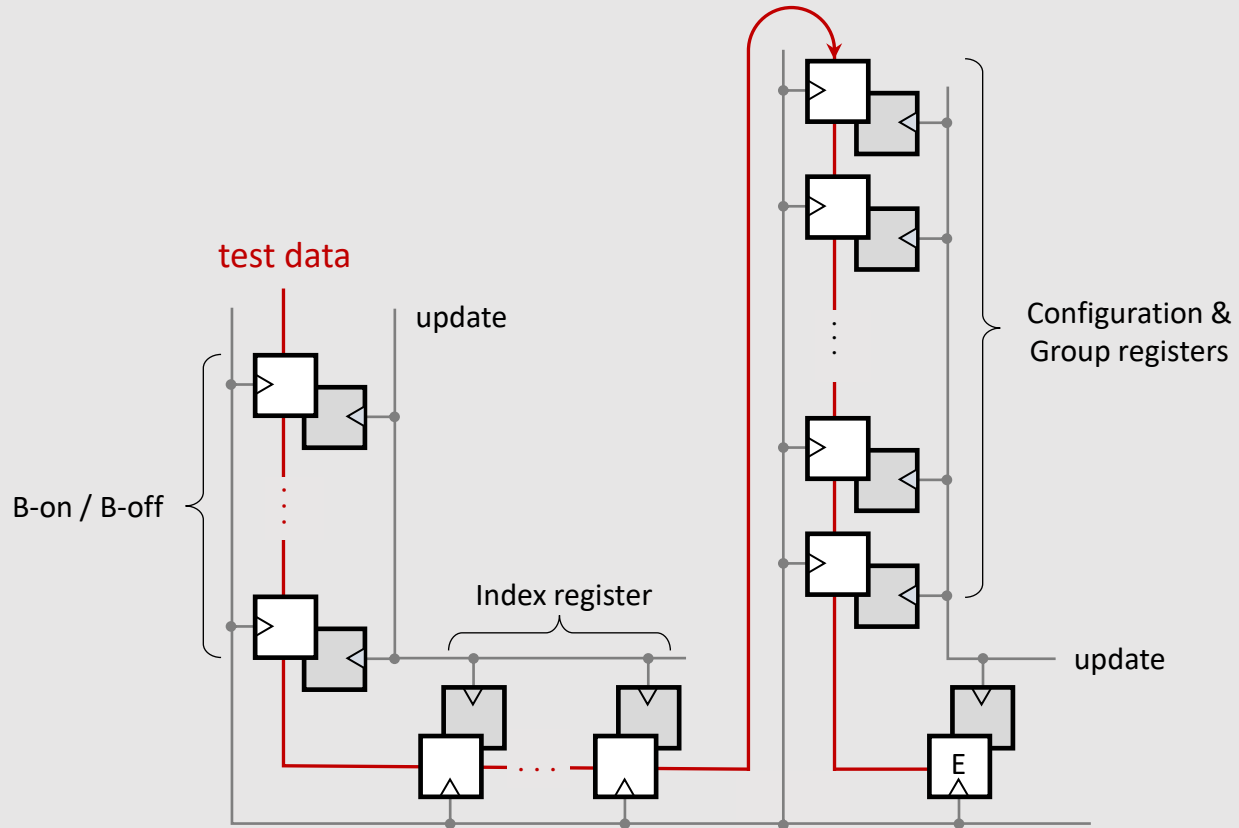 test data
update
Configuration &
Group registers
B-on / B-off
Index register
update
E